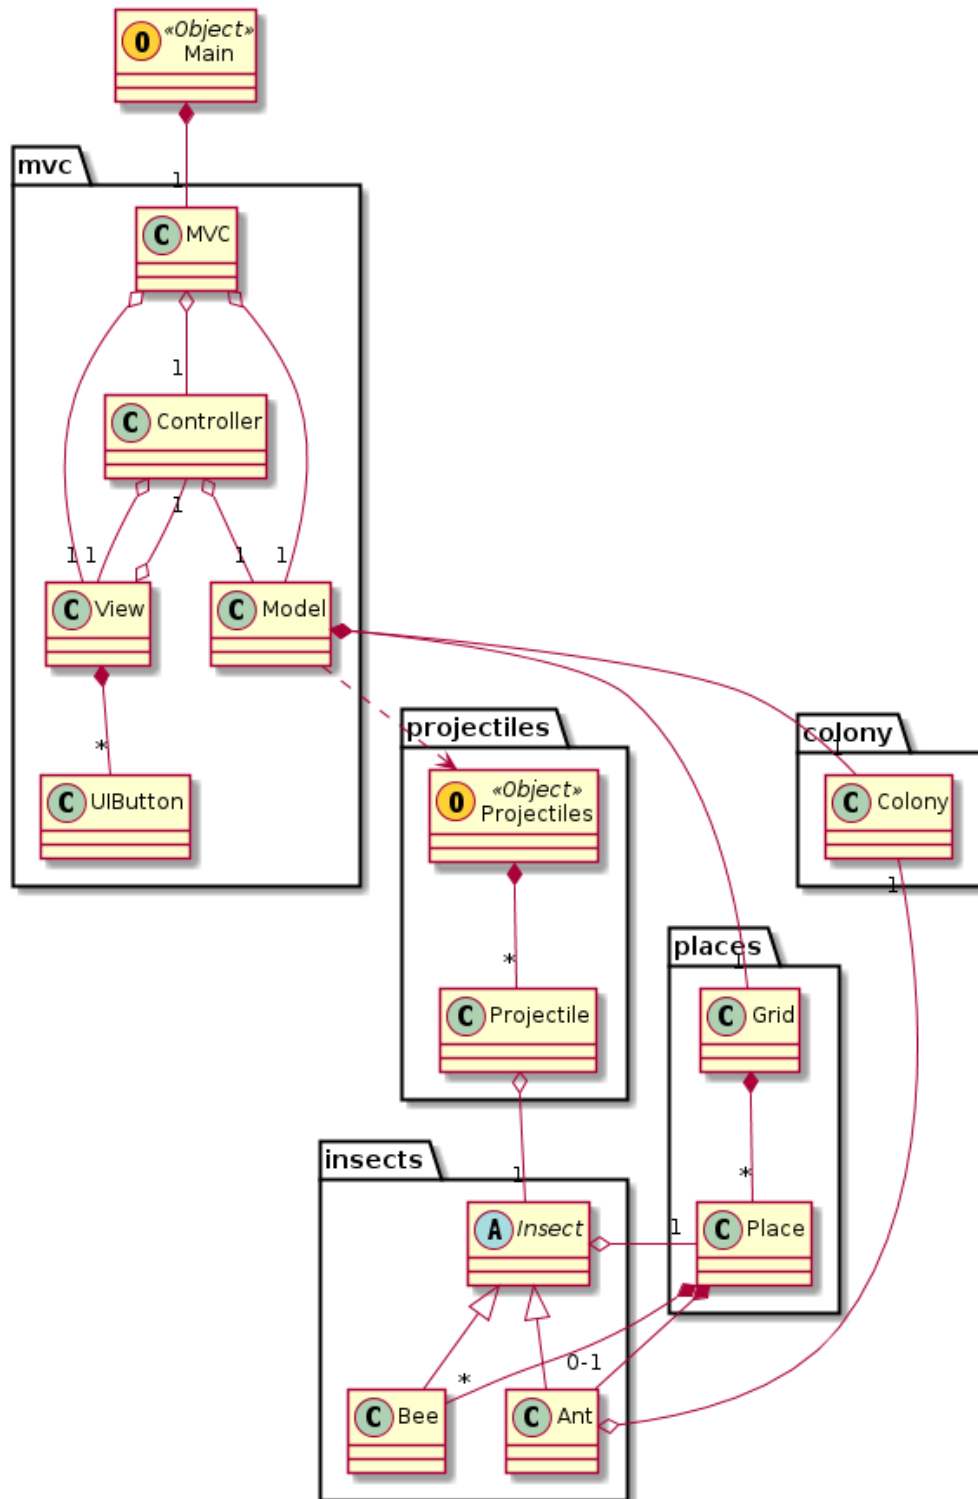 O «Object»
Main
mvc
1
C MVC
1
C Controller
1
1 1
1
1
C View
C Model
*
C UIButton
projectiles
O «Object»
Projectiles
*
C Projectile
colony
1
C Colony
1
places
1
C Grid
*
C Place
insects
1
A Insect
1
0-1
*
C Bee
C Ant